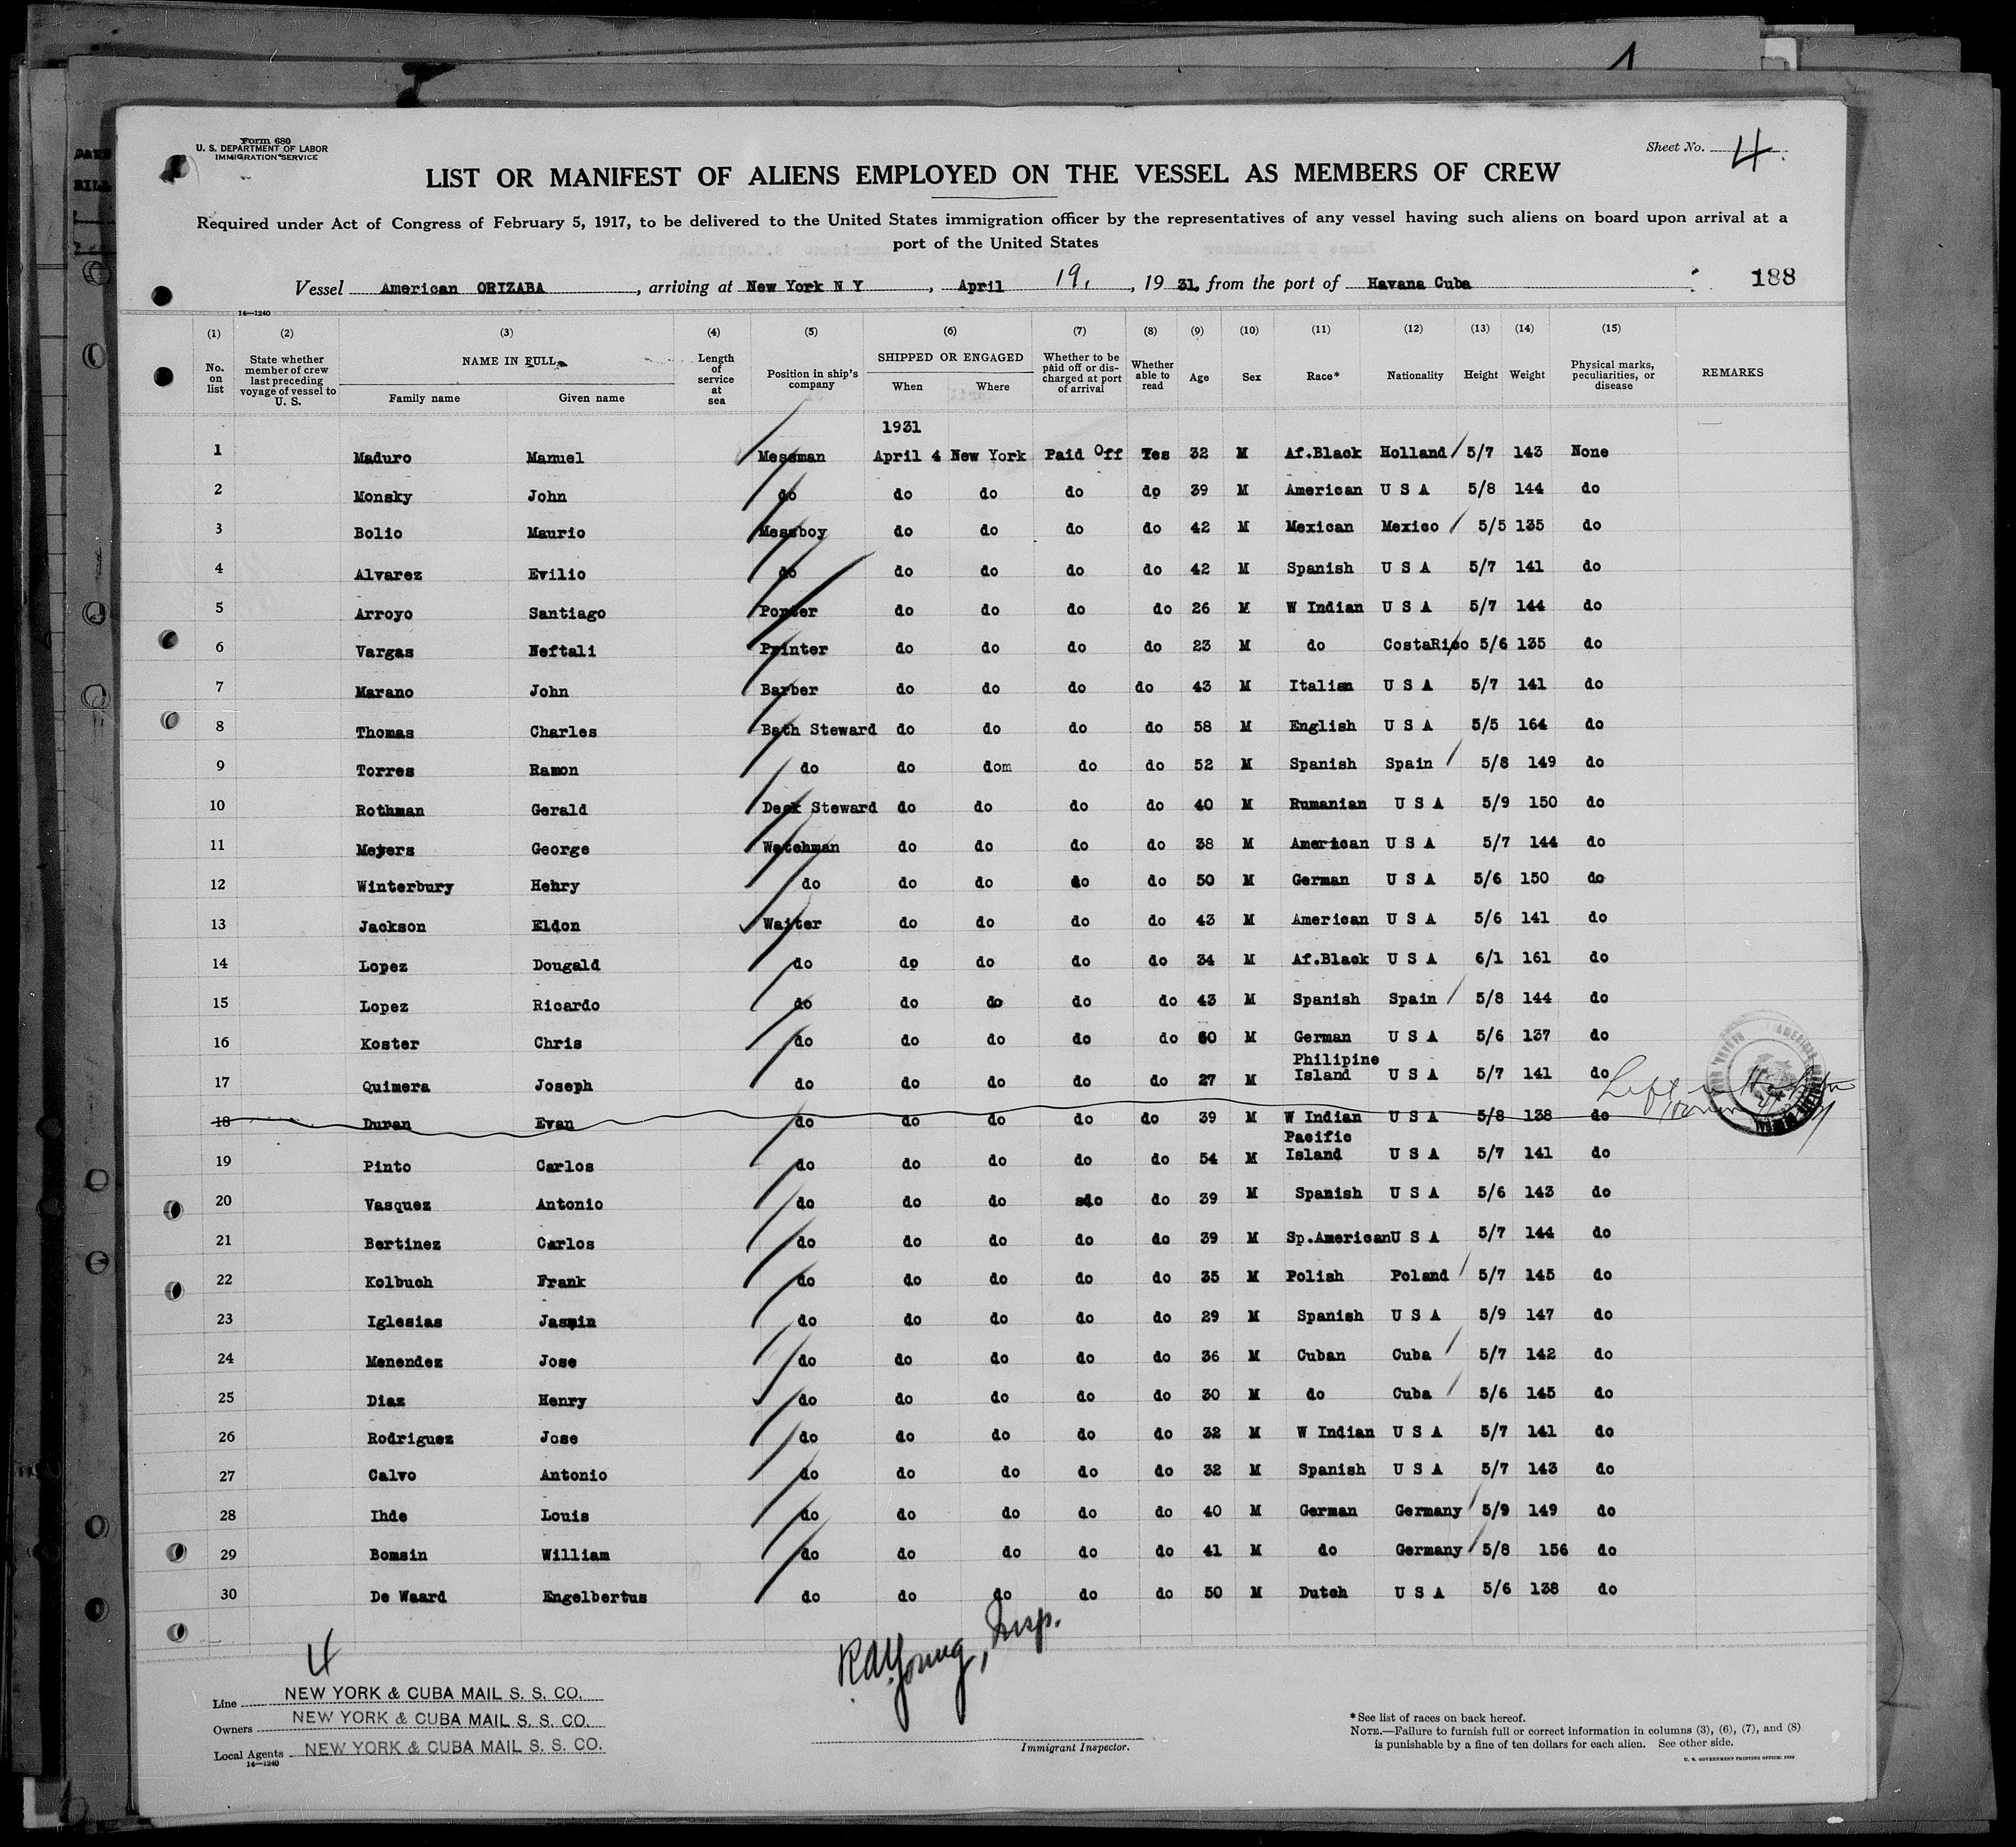 Form 680
U. S. DEPARTMENT OF LABOR
IMMIGRATION SERVICE
Sheet No. 4.
LIST OR MANIFEST OF ALIENS EMPLOYED ON THE VESSEL AS MEMBERS OF CREW
Required under Act of Congress of February 5, 1917, to be delivered to the United States immigration officer by the representatives of any vessel having such aliens on board upon arrival at a
port of the United States
Vessel American ORIZABA, arriving at New York N Y, April 19, 1931, from the port of Havana Cuba 188
14—1240
(1) (2) (3) (4) (5) (6) (7) (8) (9) (10) (11) (12) (13) (14) (15)
No. on list State whether member of crew last preceding voyage of vessel to U. S. NAME IN FULL Family name Given name Length of service at sea Position in ship's company SHIPPED OR ENGAGED When Where Whether to be paid off or discharged at port of arrival Whether able to read Age Sex Race* Nationality Height Weight Physical marks, peculiarities, or disease REMARKS
1931
1 Maduro Manuel Messman April 4 New York Paid Off Yes 32 M Af.Black Holland 5/7 143 None
2 Monsky John do do do do do 39 M American U S A 5/8 144 do
3 Bolio Maurio Messboy do do do do 42 M Mexican Mexico 5/5 135 do
4 Alvarez Evilio do do do do do 42 M Spanish U S A 5/7 141 do
5 Arroyo Santiago Porter do do do do 26 M W Indian U S A 5/7 144 do
6 Vargas Neftali Printer do do do do 23 M do CostaRico 5/6 135 do
7 Marano John Barber do do do do 43 M Italian U S A 5/7 141 do
8 Thomas Charles Bath Steward do do do do 58 M English U S A 5/5 164 do
9 Torres Ramon do do dom do do 52 M Spanish Spain 5/8 149 do
10 Rothman Gerald Deck Steward do do do do 40 M Rumanian U S A 5/9 150 do
11 Meyers George Watchman do do do do 38 M American U S A 5/7 144 do
12 Winterbury Hehry do do do do do 50 M German U S A 5/6 150 do
13 Jackson Eldon Waiter do do do do 43 M American U S A 5/6 141 do
14 Lopez Dougald do do do do do 34 M Af.Black U S A 6/1 161 do
15 Lopez Ricardo do do do do do 43 M Spanish Spain 5/8 144 do
16 Koster Chris do do do do do 60 M German U S A 5/6 137 do
17 Quimera Joseph do do do do do 27 M Philipine Island U S A 5/7 141 do
18 Duran Evan do do do do do 39 M W Indian U S A 5/8 138 do Left
19 Pinto Carlos do do do do do 54 M Pacific Island U S A 5/7 141 do
20 Vasquez Antonio do do do sdo do 39 M Spanish U S A 5/6 143 do
21 Bertinez Carlos do do do do do 39 M Sp.American U S A 5/7 144 do
22 Kolbuch Frank do do do do do 35 M Polish Poland 5/7 145 do
23 Iglesias Jasmin do do do do do 29 M Spanish U S A 5/9 147 do
24 Menendez Jose do do do do do 36 M Cuban Cuba 5/7 142 do
25 Diaz Henry do do do do do 30 M do Cuba 5/6 145 do
26 Rodriguez Jose do do do do do 32 M W Indian U S A 5/7 141 do
27 Calvo Antonio do do do do do 32 M Spanish U S A 5/7 143 do
28 Ihde Louis do do do do do 40 M German Germany 5/9 149 do
29 Bomsin William do do do do do 41 M do Germany 5/8 156 do
30 De Waard Engelbertus do do do do do 50 M Dutch U S A 5/6 138 do
4
Line NEW YORK & CUBA MAIL S. S. CO.
Owners NEW YORK & CUBA MAIL S. S. CO.
Local Agents NEW YORK & CUBA MAIL S. S. CO.
14—1240
R A Young, Insp.
Immigrant Inspector.
*See list of races on back hereof.
NOTE.—Failure to furnish full or correct information in columns (3), (6), (7), and (8)
is punishable by a fine of ten dollars for each alien. See other side.